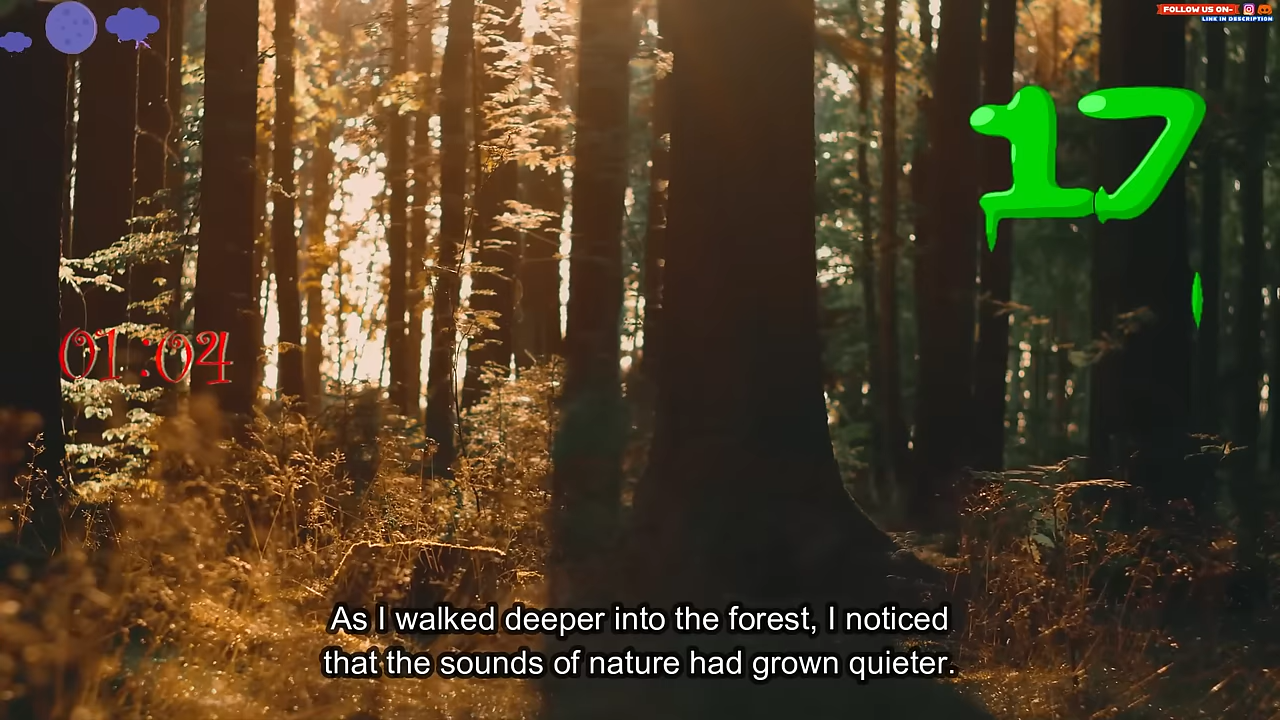 FOLLOW US ON-
LINK IN DESCRIPTION
17
01:04
As I walked deeper into the forest, I noticed
that the sounds of nature had grown quieter.